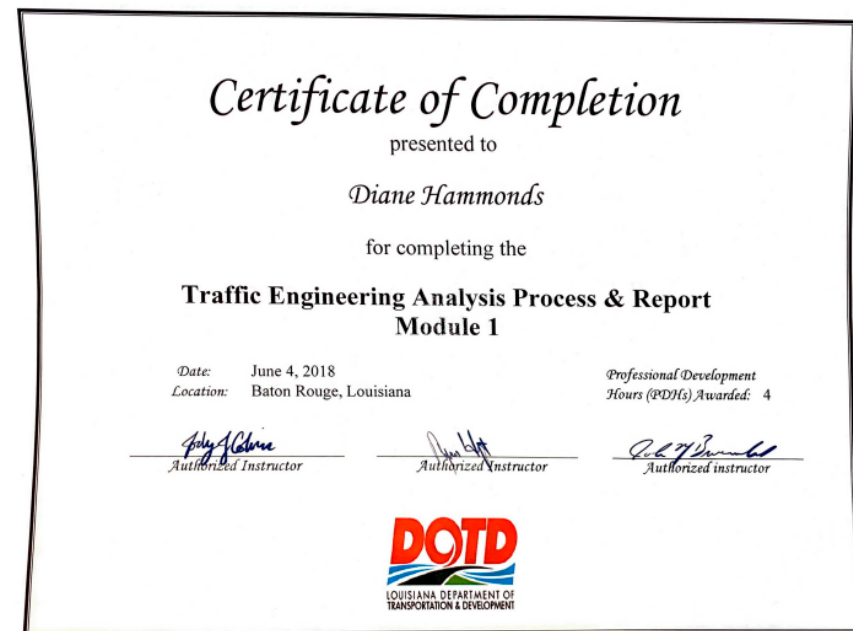 Certificate of Completion
presented to
Diane Hammonds
for completing the
Traffic Engineering Analysis Process & Report
Module 1
Date: June 4, 2018
Location: Baton Rouge, Louisiana
Professional Development
Hours (PDHs) Awarded: 4
Authorized Instructor
Authorized Instructor
Authorized instructor
DOTD
LOUISIANA DEPARTMENT OF
TRANSPORTATION & DEVELOPMENT